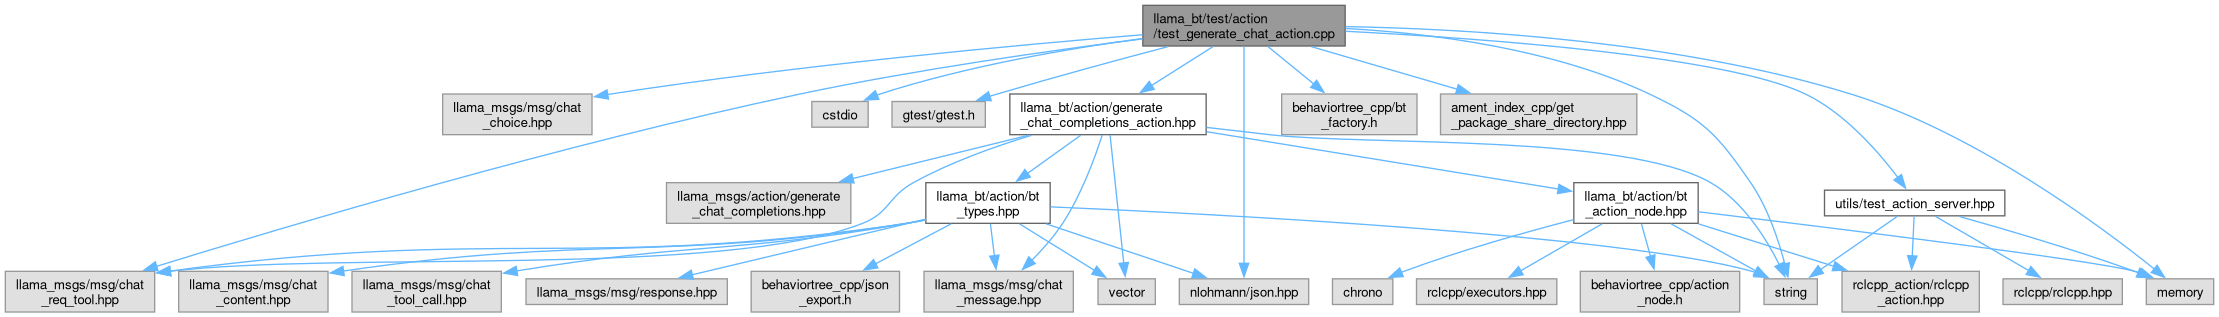 llama_bt/test/action
/test_generate_chat_action.cpp
llama_msgs/msg/chat
_choice.hpp
cstdio
gtest/gtest.h
llama_bt/action/generate
_chat_completions_action.hpp
behaviortree_cpp/bt
_factory.h
ament_index_cpp/get
_package_share_directory.hpp
llama_msgs/action/generate
_chat_completions.hpp
llama_bt/action/bt
_types.hpp
llama_bt/action/bt
_action_node.hpp
utils/test_action_server.hpp
llama_msgs/msg/chat
_req_tool.hpp
llama_msgs/msg/chat
_content.hpp
llama_msgs/msg/chat
_tool_call.hpp
llama_msgs/msg/response.hpp
behaviortree_cpp/json
_export.h
llama_msgs/msg/chat
_message.hpp
vector
nlohmann/json.hpp
chrono
rclcpp/executors.hpp
behaviortree_cpp/action
_node.h
string
rclcpp_action/rclcpp
_action.hpp
rclcpp/rclcpp.hpp
memory